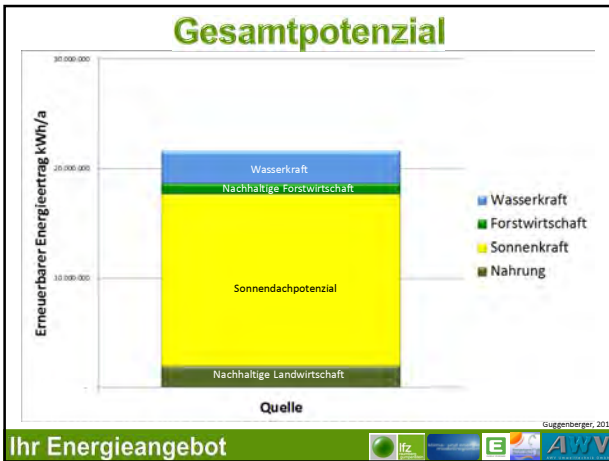 Gesamtpotenzial
Erneuerbarer Energieertrag kWh/a
30.000.000
20.000.000
10.000.000
-
Wasserkraft
Nachhaltige Forstwirtschaft
Sonnendachpotenzial
Nachhaltige Landwirtschaft
Wasserkraft
Forstwirtschaft
Sonnenkraft
Nahrung
Quelle
Guggenberger, 201
Ihr Energieangebot
lfz
E
AWV